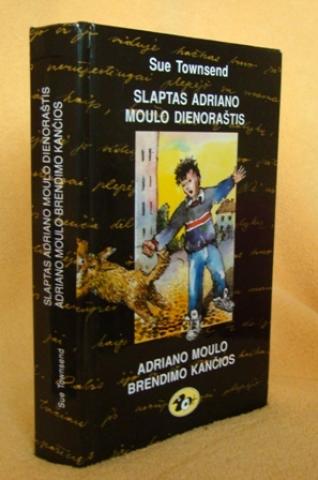 Sue Townsend
SLAPTAS ADRIANO
MOULO DIENORAŠTIS
ADRIANO MOULO
BRENDIMO KANČIOS
SLAPTAS ADRIANO MOULO DIENORAŠTIS
ADRIANO MOULO BRENDIMO KANČIOS
Sue Townsend